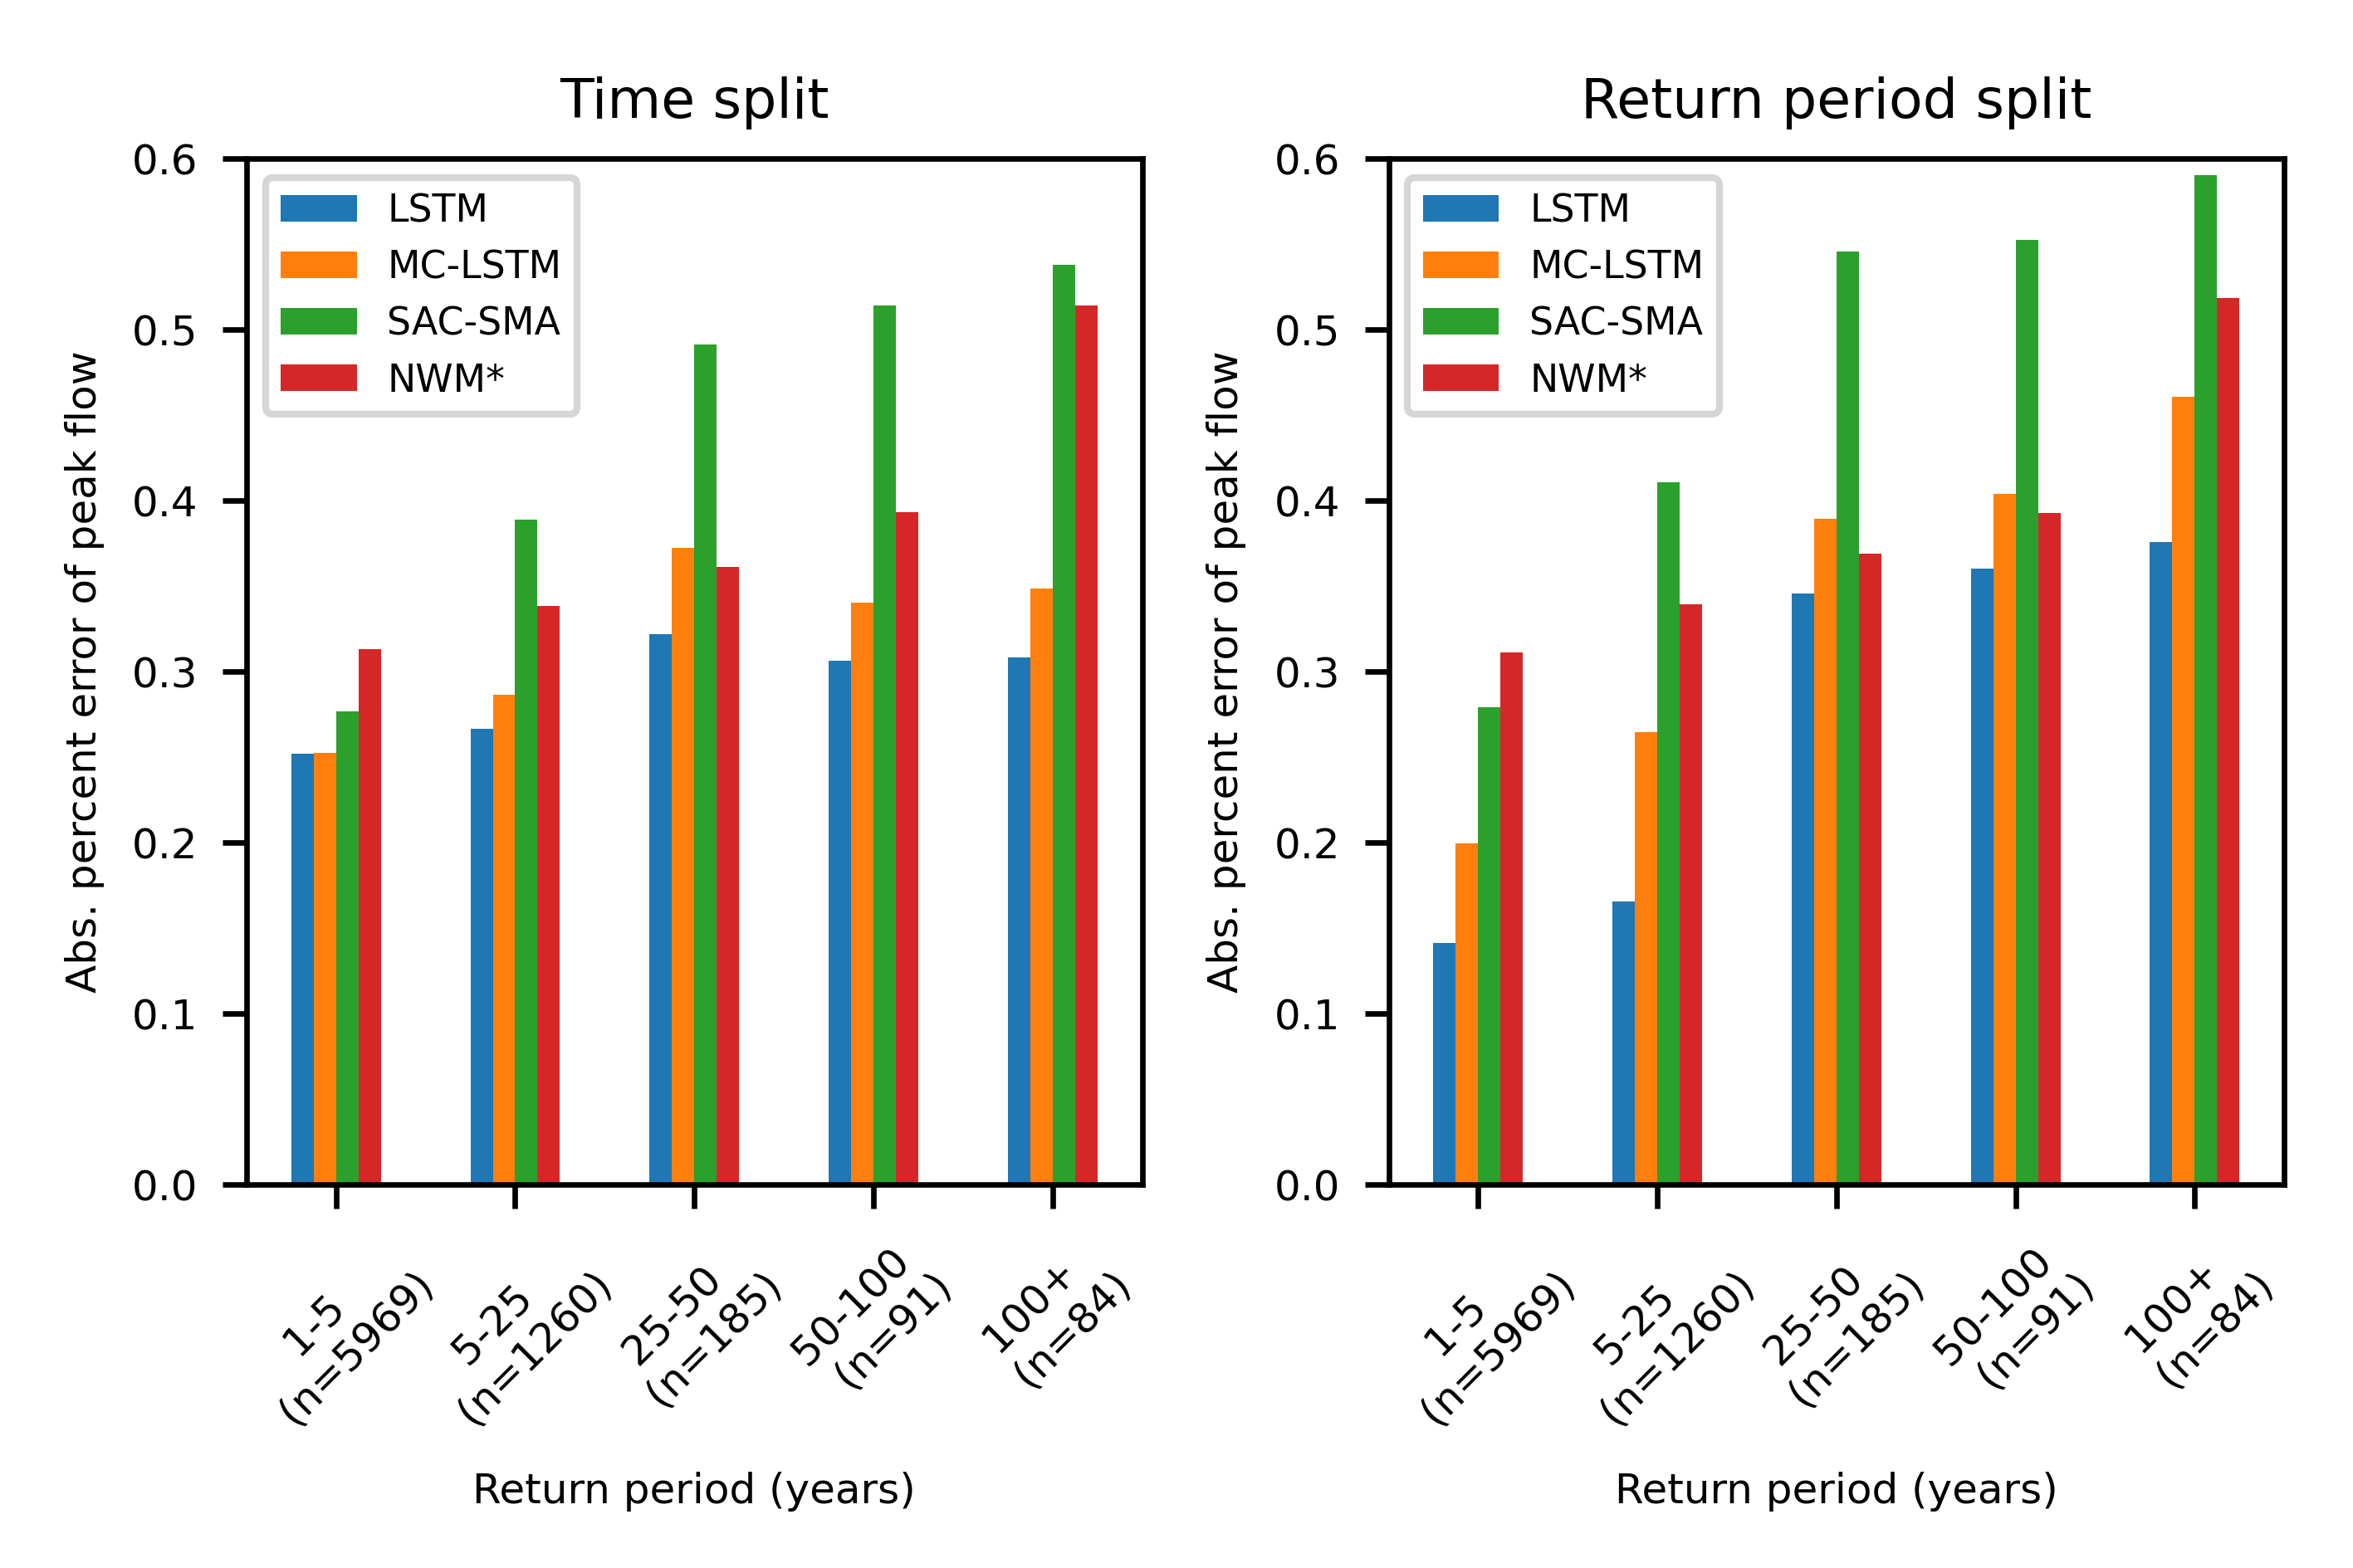 Time split
Abs. percent error of peak flow
0.6
0.5
0.4
0.3
0.2
0.1
0.0
LSTM
MC-LSTM
SAC-SMA
NWM*
1-5
(n=5969)
5-25
(n=1260)
25-50
(n=185)
50-100
(n=91)
100+
(n=84)
Return period (years)
Return period split
Abs. percent error of peak flow
0.6
0.5
0.4
0.3
0.2
0.1
0.0
LSTM
MC-LSTM
SAC-SMA
NWM*
1-5
(n=5969)
5-25
(n=1260)
25-50
(n=185)
50-100
(n=91)
100+
(n=84)
Return period (years)